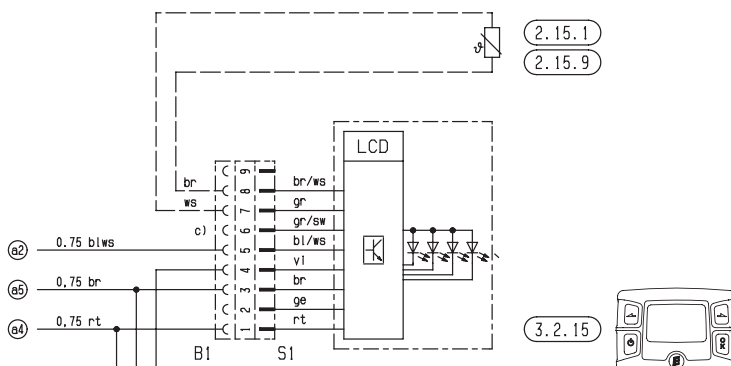 2.15.1
2.15.9
LCD
9
br 8 br/ws
ws 7 gr
c) 6 gr/sw
a2 0.75 blws 5 bl/ws
4 vi
a5 0,75 br 3 br
2 ge
a4 0,75 rt 1 rt
3.2.15
B1 S1